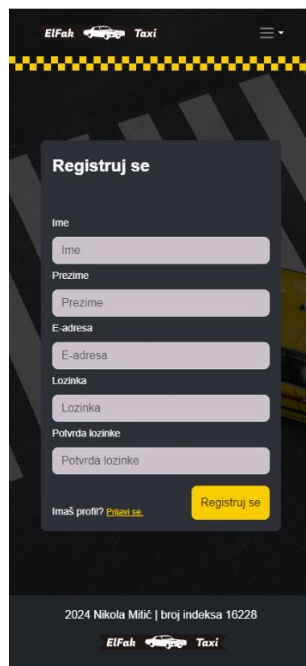 ElFak Taxi
Registruj se
Ime
Ime
Prezime
Prezime
E-adresa
E-adresa
Lozinka
Lozinka
Potvrda lozinke
Potvrda lozinke
Imaš profil? Prijavi se.
Registruj se
2024 Nikola Mitić | broj indeksa 16228
ElFak Taxi